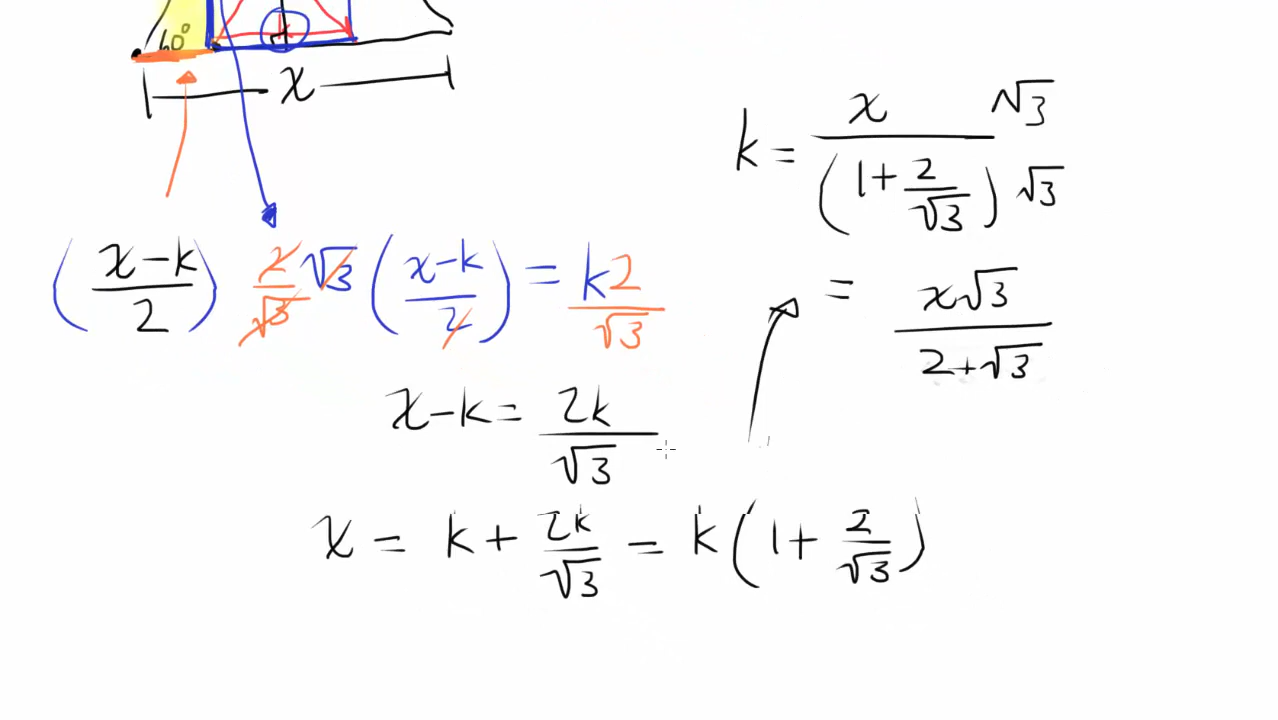 60°
x
k = x √3 / (1 + 2/√3) √3
= x√3 / 2+√3
(x-k / 2) 2/√3 √3 (x-k / 2) = k2 / √3
x-k = 2k / √3
x = k + 2k/√3 = k(1 + 2/√3)